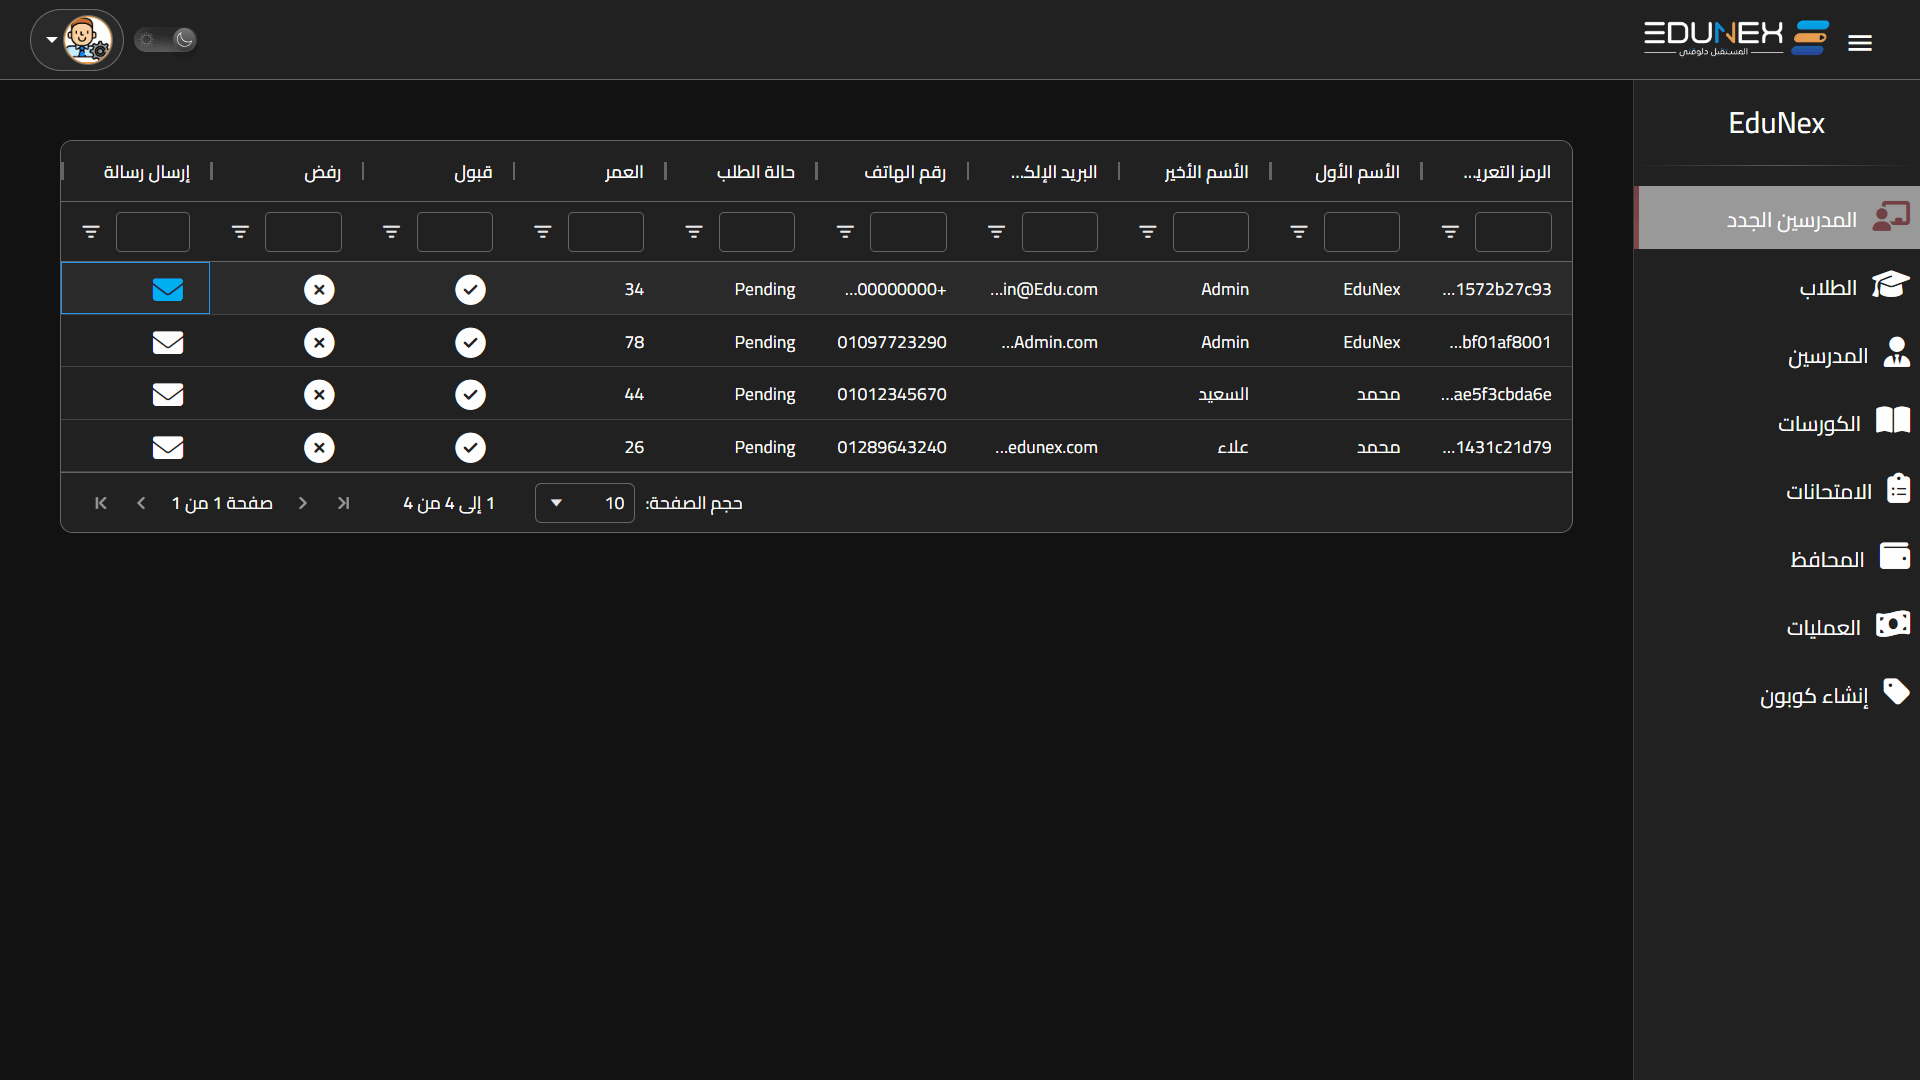 EDUNEX
المستقبل دلوقتي
EduNex
المدرسين الجدد
الطلاب
المدرسين
الكورسات
الامتحانات
المحافظ
العمليات
إنشاء كوبون
الرمز التعريـ... الأسم الأول الأسم الأخير البريد الإلكـ... رقم الهاتف حالة الطلب العمر قبول رفض إرسال رسالة
...1572b27c93 EduNex Admin ...in@Edu.com ...00000000+ Pending 34
...bf01af8001 EduNex Admin ...Admin.com 01097723290 Pending 78
...ae5f3cbda6e محمد السعيد 01012345670 Pending 44
...1431c21d79 محمد علاء ...edunex.com 01289643240 Pending 26
حجم الصفحة: 10 1 إلى 4 من 4 صفحة 1 من 1